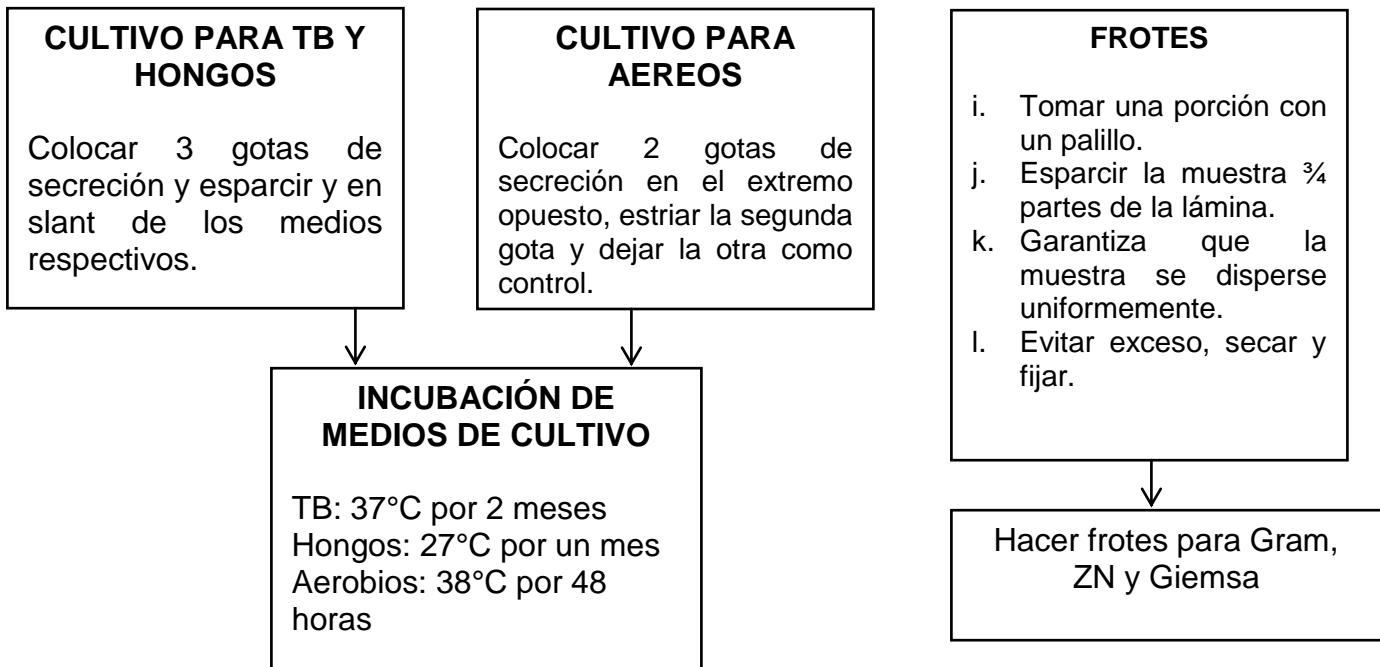 CULTIVO PARA TB Y
HONGOS
Colocar 3 gotas de
secreción y esparcir y en
slant de los medios
respectivos.
CULTIVO PARA
AEREOS
Colocar 2 gotas de
secreción en el extremo
opuesto, estriar la segunda
gota y dejar la otra como
control.
FROTES
i. Tomar una porción con
un palillo.
j. Esparcir la muestra ¾
partes de la lámina.
k. Garantiza que la
muestra se disperse
uniformemente.
l. Evitar exceso, secar y
fijar.
INCUBACIÓN DE
MEDIOS DE CULTIVO
TB: 37°C por 2 meses
Hongos: 27°C por un mes
Aerobios: 38°C por 48
horas
Hacer frotes para Gram,
ZN y Giemsa